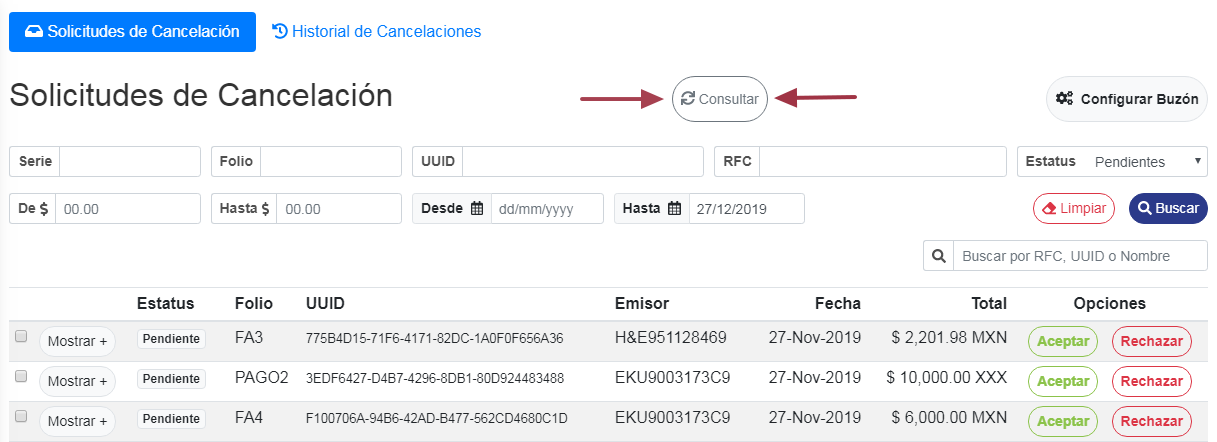 Solicitudes de Cancelación Historial de Cancelaciones
Solicitudes de Cancelación Consultar Configurar Buzón
Serie Folio UUID RFC Estatus Pendientes
De $ 00.00 Hasta $ 00.00 Desde dd/mm/yyyy Hasta 27/12/2019 Limpiar Buscar
Buscar por RFC, UUID o Nombre
Estatus Folio UUID Emisor Fecha Total Opciones
Mostrar + Pendiente FA3 775B4D15-71F6-4171-82DC-1A0F0F656A36 H&E951128469 27-Nov-2019 $ 2,201.98 MXN Aceptar Rechazar
Mostrar + Pendiente PAGO2 3EDF6427-D4B7-4296-8DB1-80D924483488 EKU9003173C9 27-Nov-2019 $ 10,000.00 XXX Aceptar Rechazar
Mostrar + Pendiente FA4 F100706A-94B6-42AD-B477-562CD4680C1D EKU9003173C9 27-Nov-2019 $ 6,000.00 MXN Aceptar Rechazar